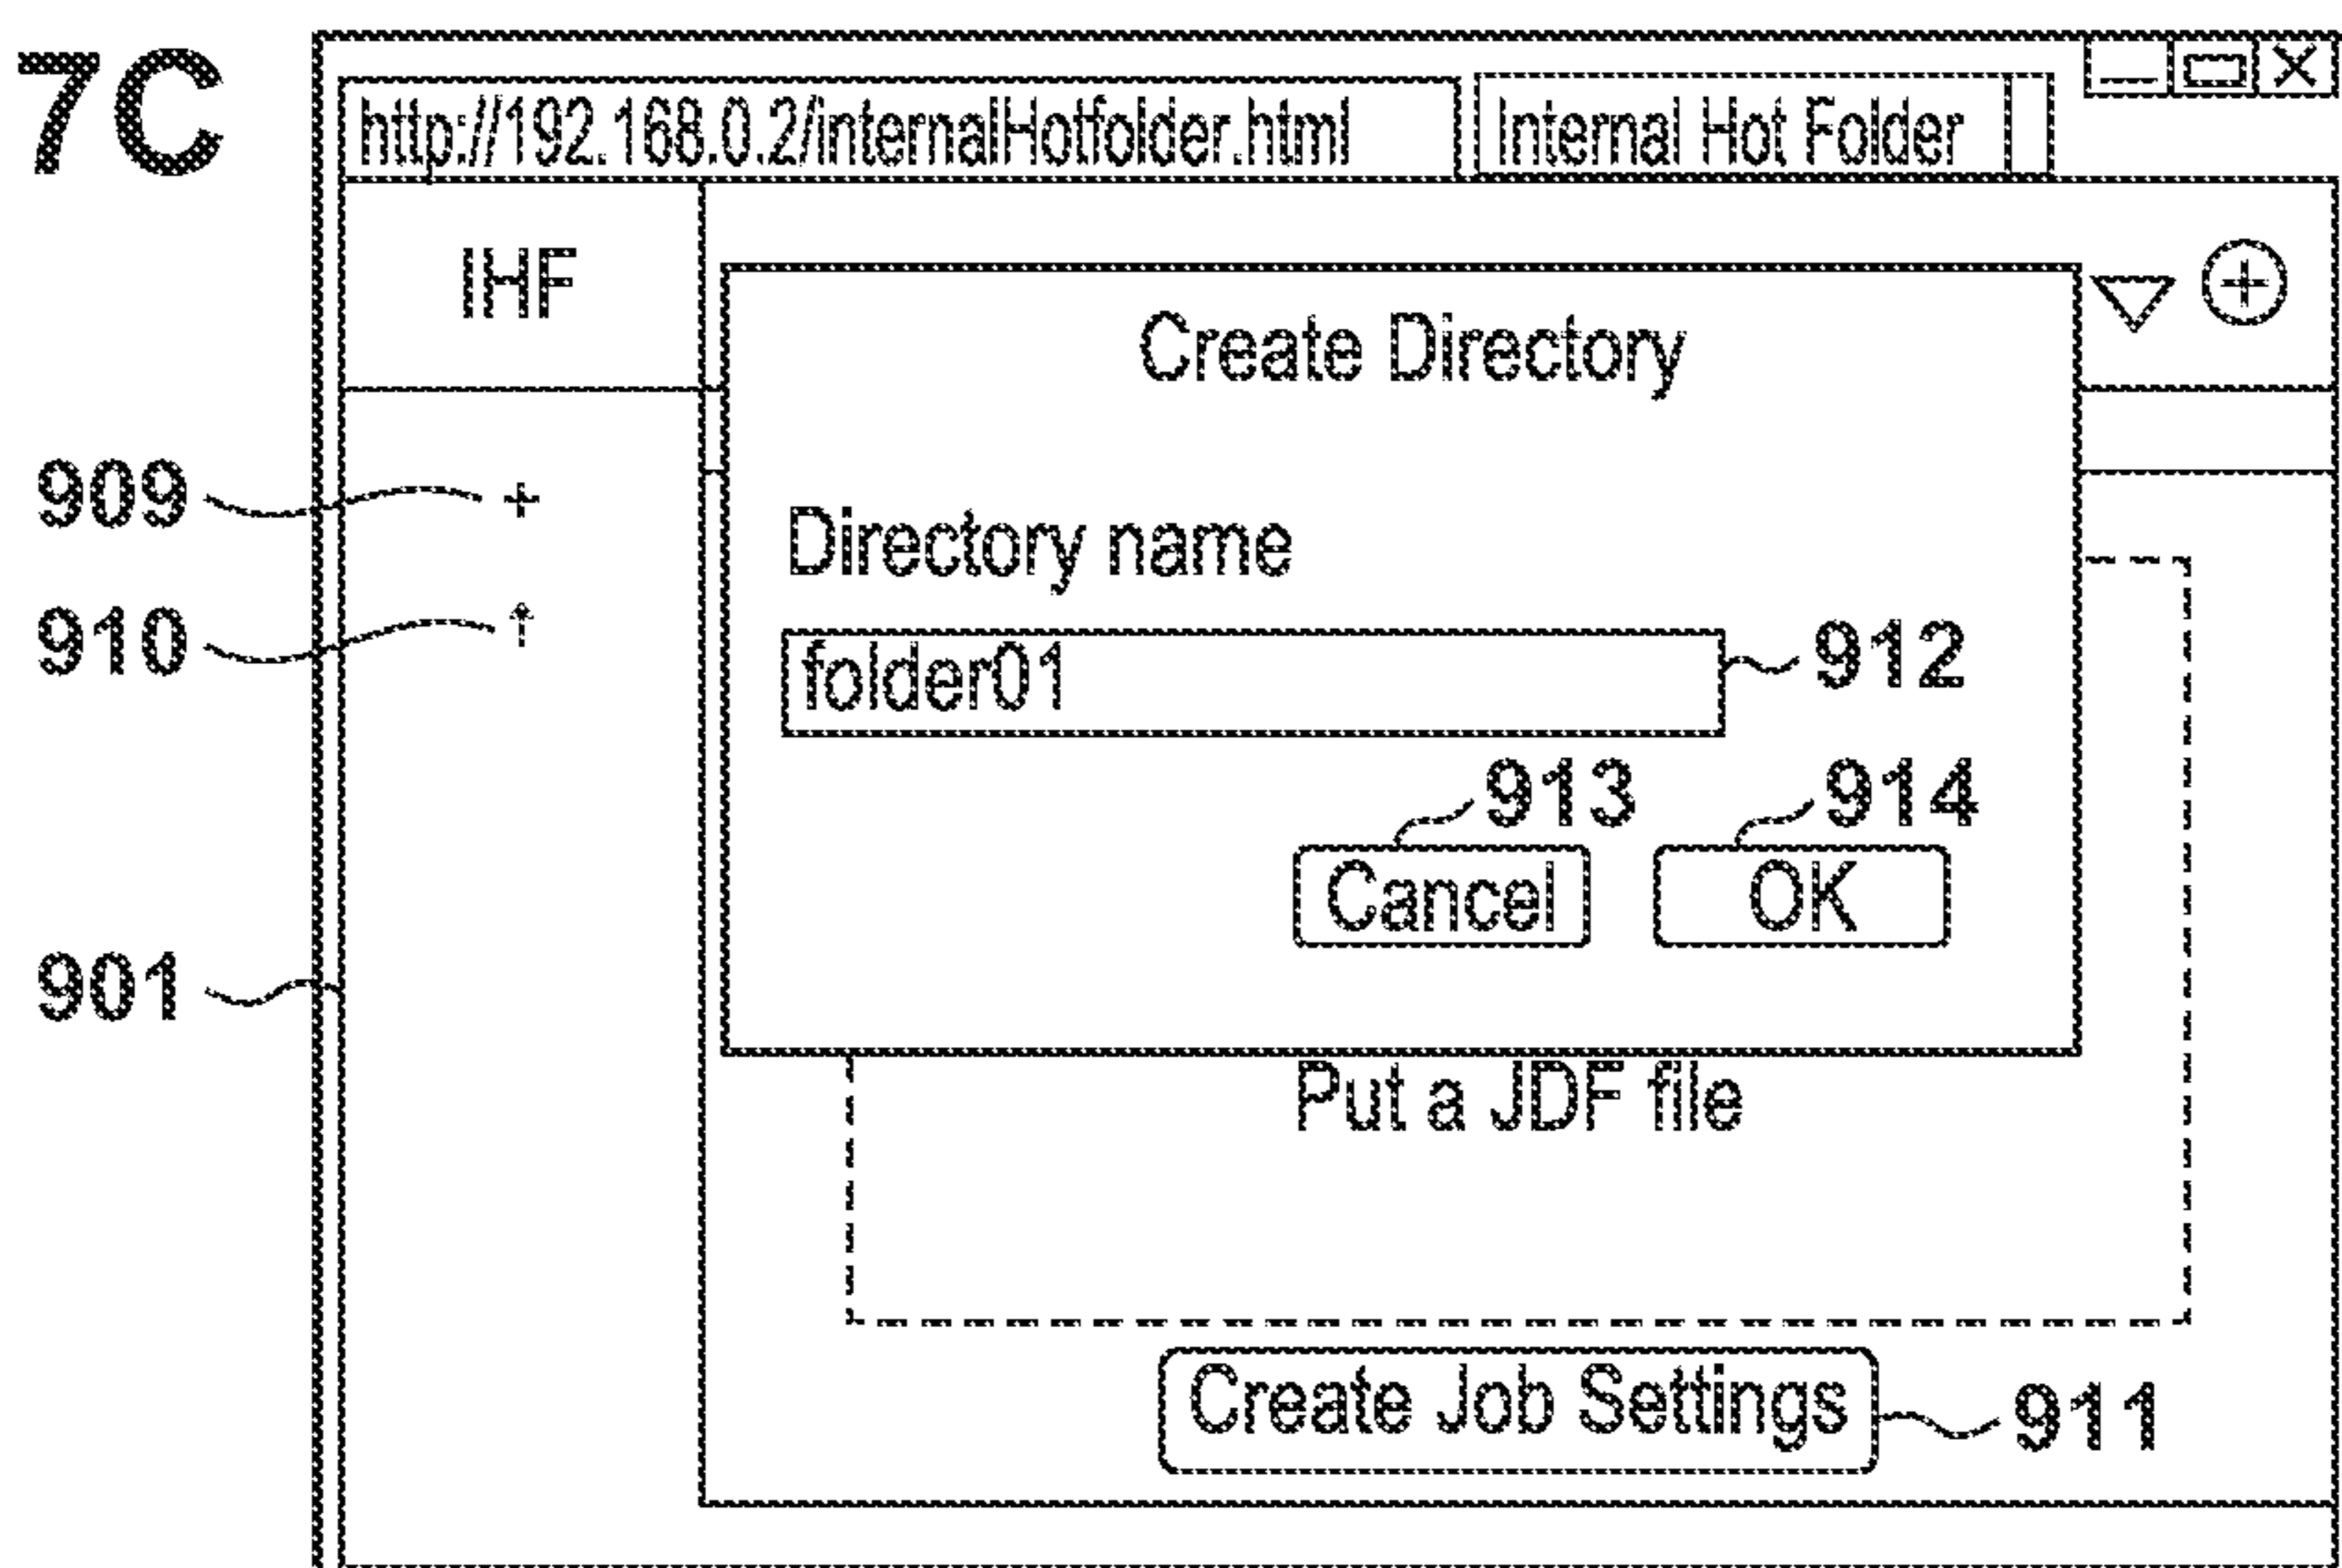 7C
http://192.168.0.2/internalHotfolder.html
Internal Hot Folder
IHF
Create Directory
909
+
Directory name
910
folder01
912
913
914
Cancel
OK
901
Put a JDF file
Create Job Settings
911